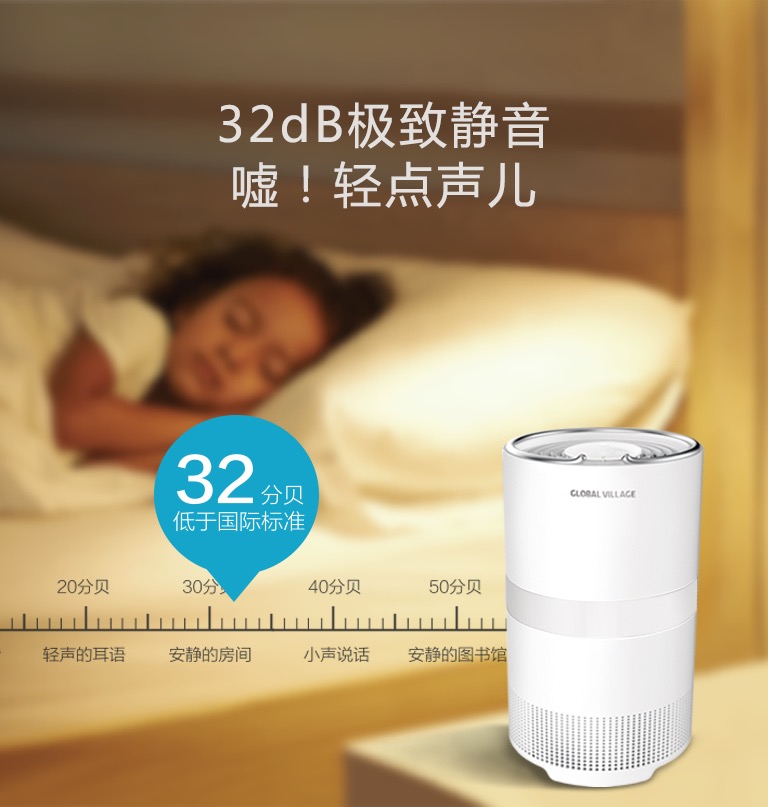 32dB极致静音
嘘！轻点声儿
32分贝
低于国际标准
20分贝 30分贝 40分贝 50分贝
轻声的耳语 安静的房间 小声说话 安静的图书馆
GLOBAL VILLAGE